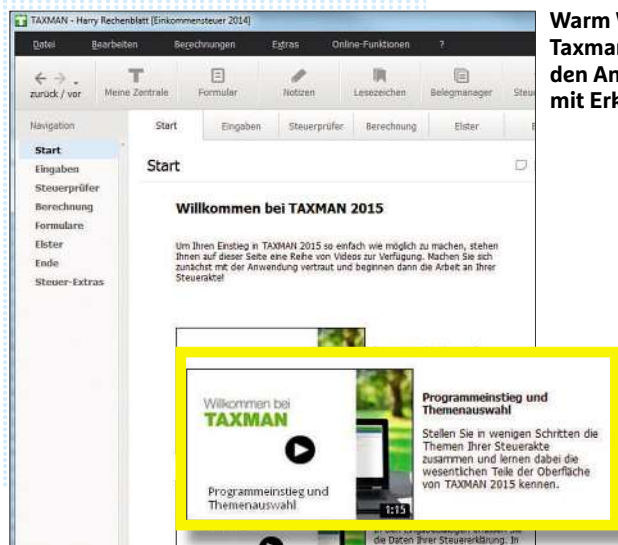 TAXMAN - Harry Rechenblatt [Einkommensteuer 2014]
Datei Bearbeiten Berechnungen Extras Online-Funktionen ?
zurück / vor Meine Zentrale Formular Notizen Lesezeichen Belegmanager
Warm
Taxman
den
mit
Navigation
Start Eingaben Steuerprüfer Berechnung Elster
Start
Eingaben
Steuerprüfer
Berechnung
Formulare
Elster
Ende
Steuer-Extras
Start
Willkommen bei TAXMAN 2015
Um Ihren Einstieg in TAXMAN 2015 so einfach wie möglich zu machen, stehen
Ihnen auf dieser Seite eine Reihe von Videos zur Verfügung. Machen Sie sich
zunächst mit der Anwendung vertraut und beginnen dann die Arbeit an Ihrer
Steuerakte!
Willkommen bei
TAXMAN
Programmeinstieg und
Themenauswahl
1:15
Programmeinstieg und
Themenauswahl
Stellen Sie in wenigen Schritten die
Themen Ihrer Steuerakte
zusammen und lernen dabei die
wesentlichen Teile der Oberfläche
von TAXMAN 2015 kennen.
die Daten Ihrer Steuererklärung. In